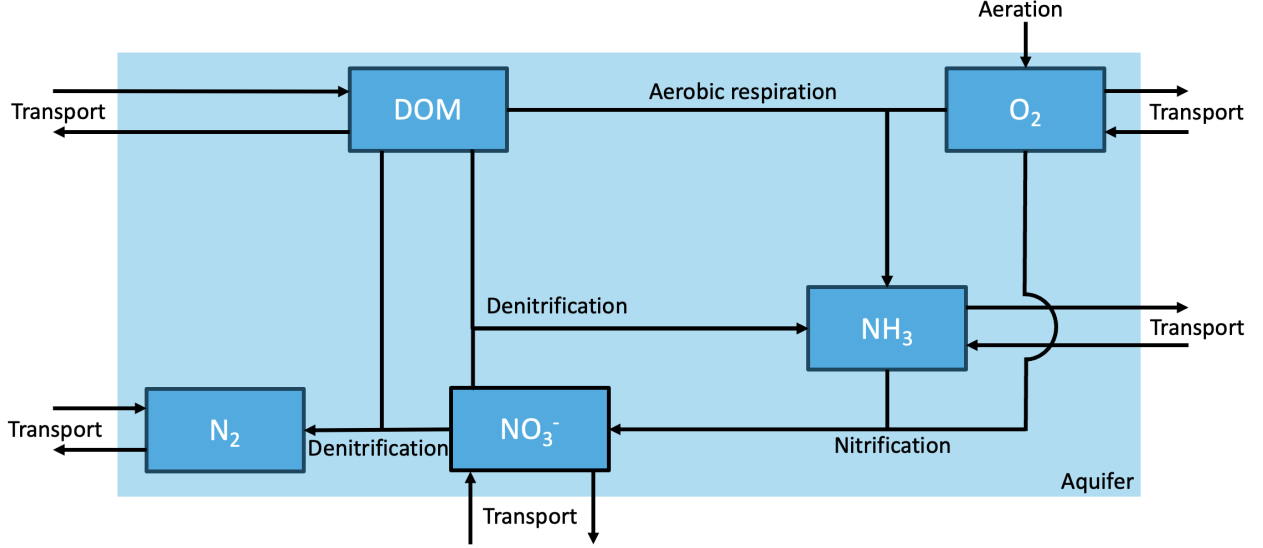 Aeration
Aerobic respiration
DOM
O₂
Transport
Transport
Denitrification
NH₃
Transport
Transport
N₂
Denitrification
NO₃⁻
Nitrification
Aquifer
Transport